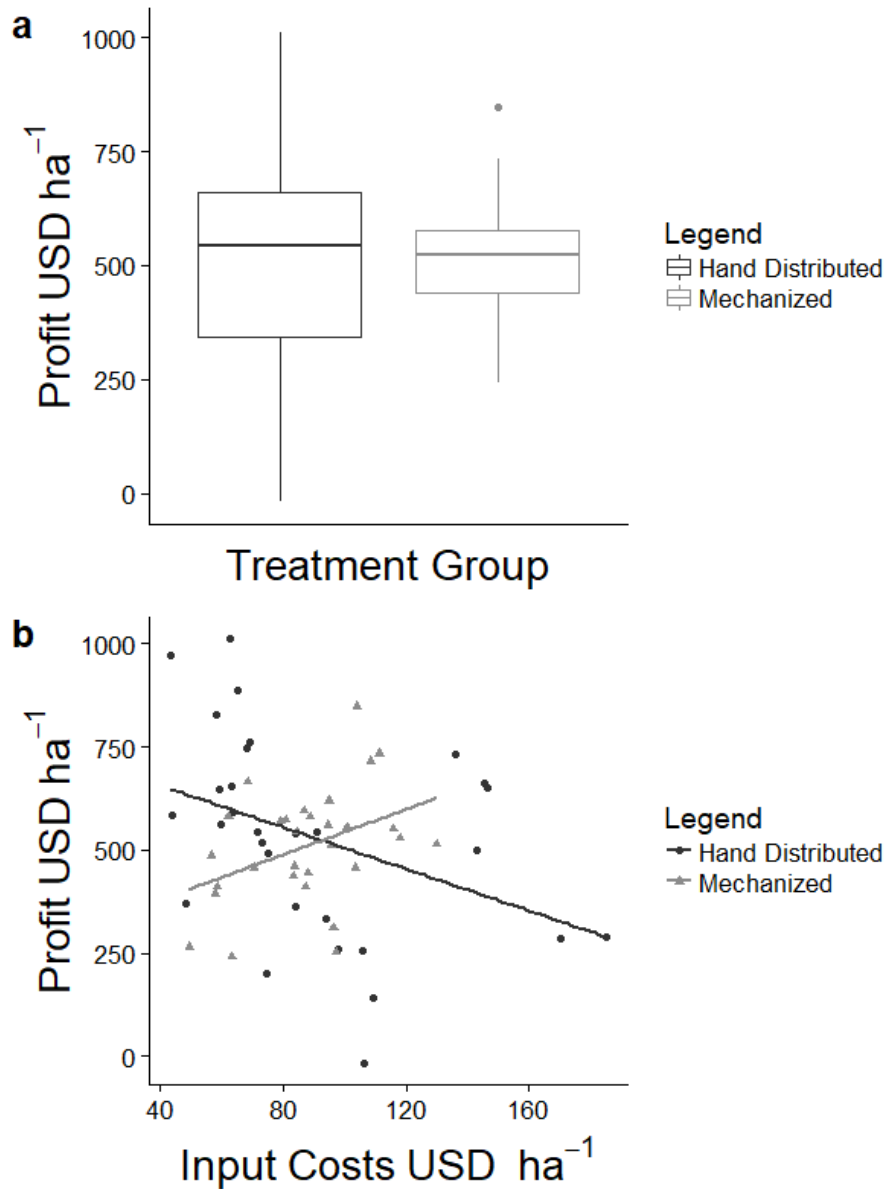 a
Profit USD ha⁻¹
1000
750
500
250
0
Treatment Group
Legend
Hand Distributed
Mechanized
b
Profit USD ha⁻¹
1000
750
500
250
0
40 80 120 160
Input Costs USD ha⁻¹
Legend
Hand Distributed
Mechanized